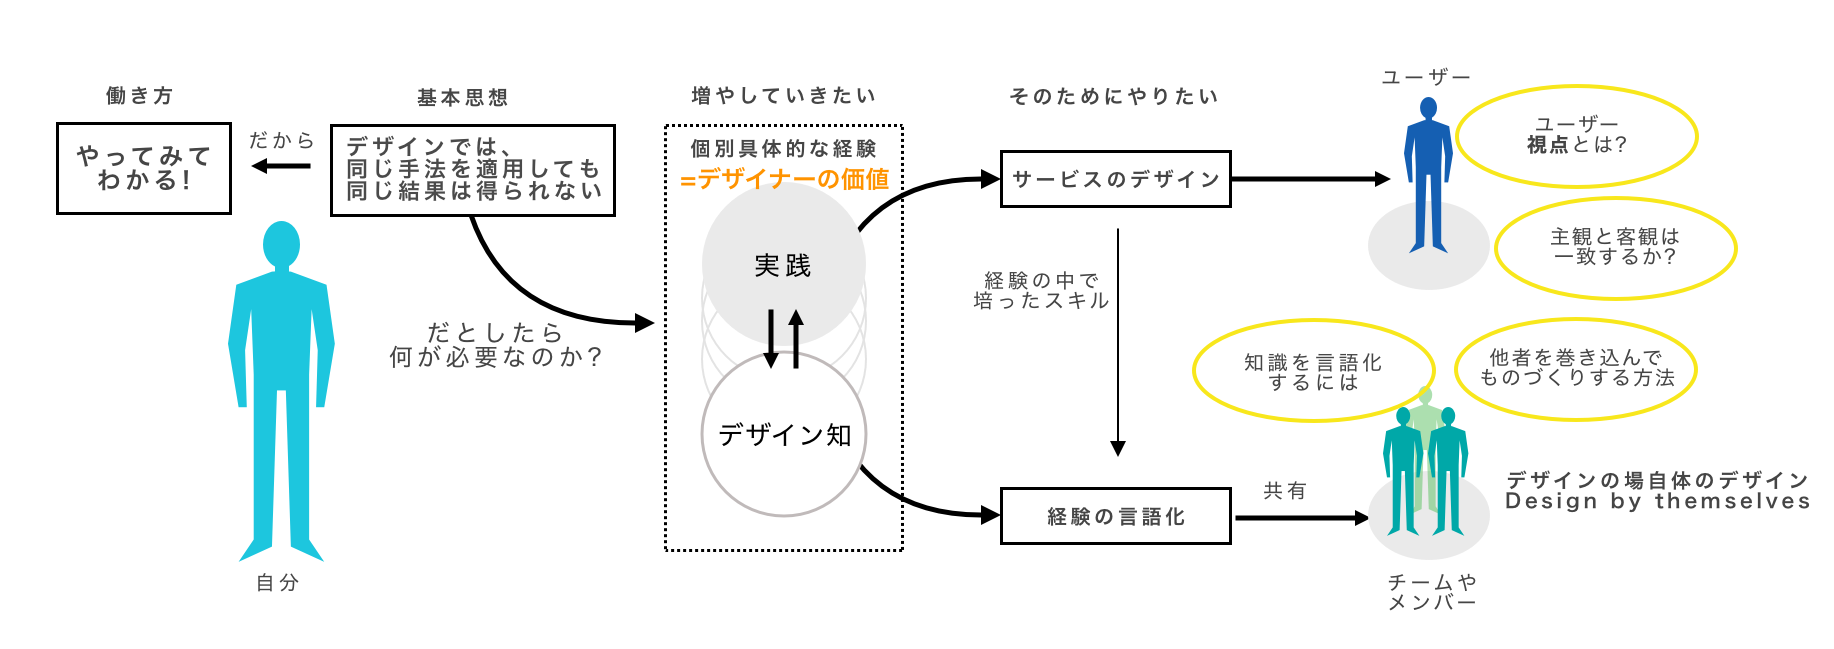 働き方
やってみて
わかる!
だから
基本思想
デザインでは、
同じ手法を適用しても
同じ結果は得られない
自分
だとしたら
何が必要なのか?
増やしていきたい
個別具体的な経験
=デザイナーの価値
実践
デザイン知
そのためにやりたい
サービスのデザイン
経験の中で
培ったスキル
経験の言語化
共有
ユーザー
ユーザー
視点とは?
主観と客観は
一致するか?
知識を言語化
するには
他者を巻き込んで
ものづくりする方法
デザインの場自体のデザイン
Design by themselves
チームや
メンバー